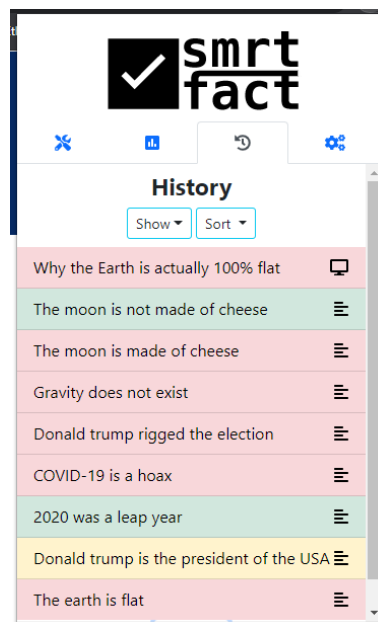 smrt
fact
History
Show
Sort
Why the Earth is actually 100% flat
The moon is not made of cheese
The moon is made of cheese
Gravity does not exist
Donald trump rigged the election
COVID-19 is a hoax
2020 was a leap year
Donald trump is the president of the USA
The earth is flat